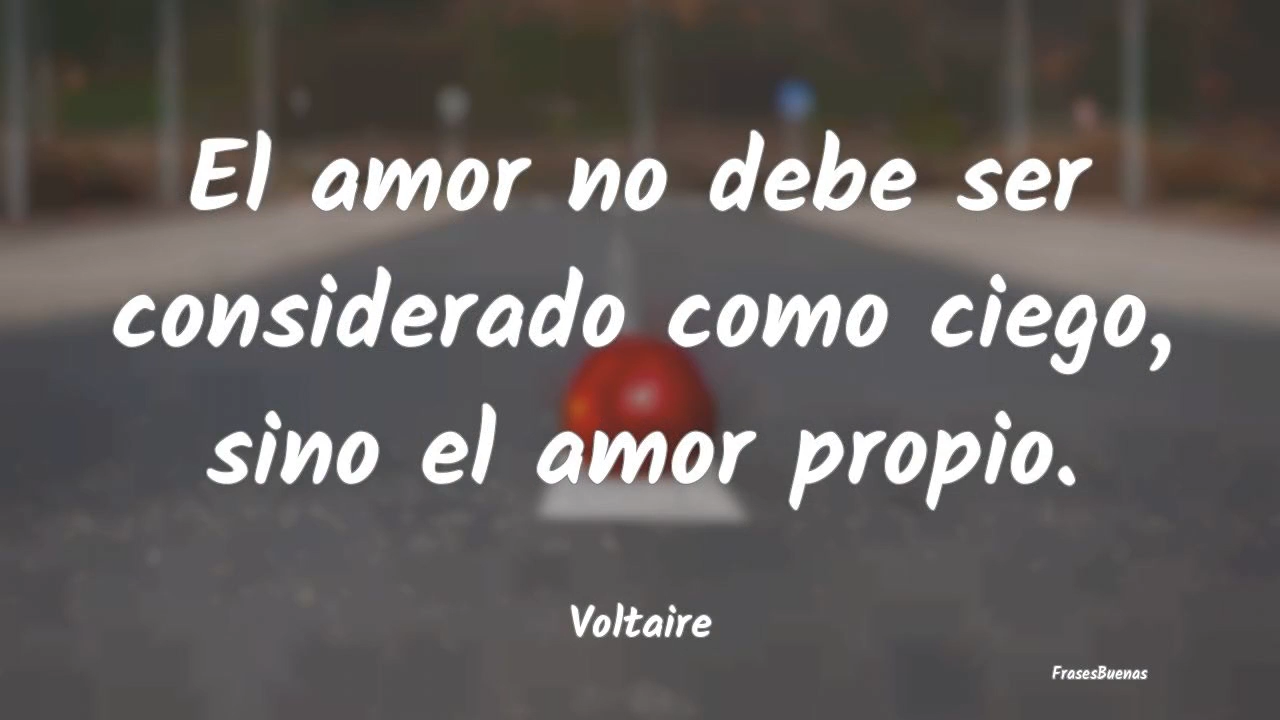 El amor no debe ser
considerado como ciego,
sino el amor propio.
Voltaire
FrasesBuenas